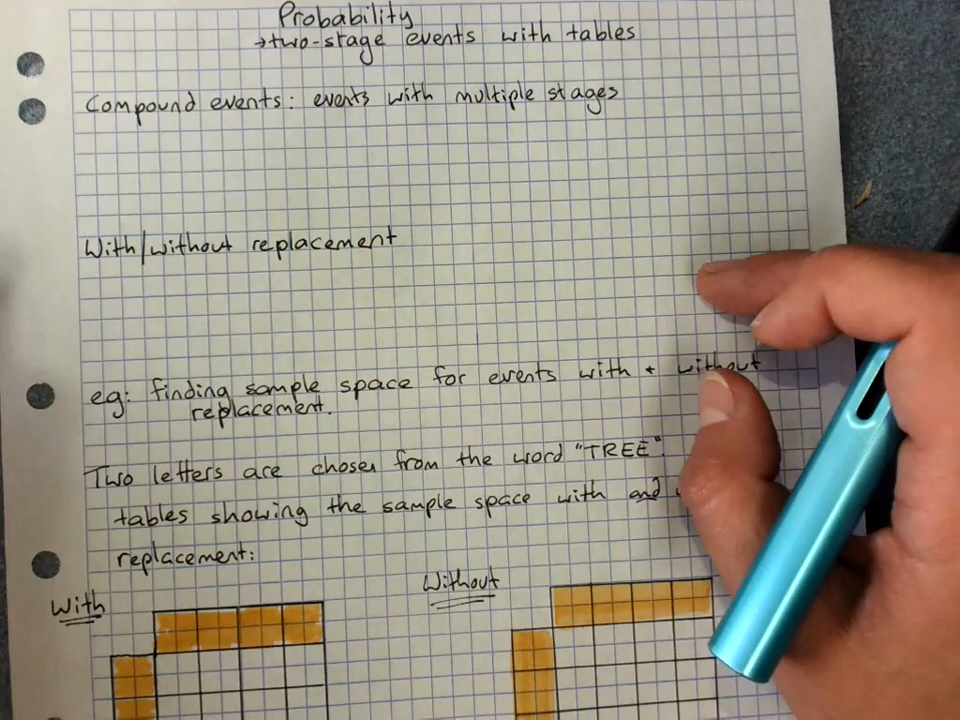 Probability
→two-stage events with tables
Compound events: events with multiple stages
With/without replacement
eg: finding sample space for events with + without
replacement.
Two letters are chosen from the word "TREE".
tables showing the sample space with and
replacement:
With
Without